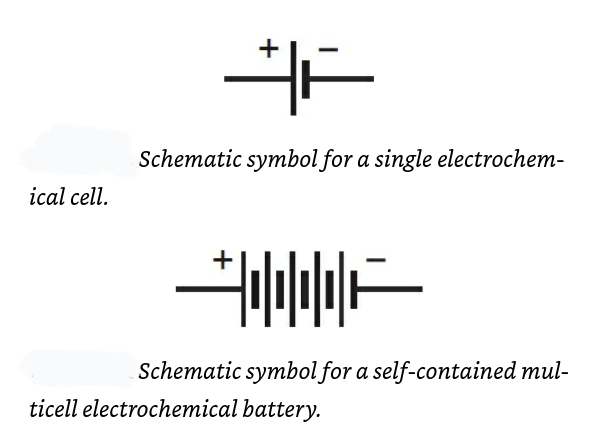 + −
Schematic symbol for a single electrochem-
ical cell.
+ −
Schematic symbol for a self-contained mul-
ticell electrochemical battery.